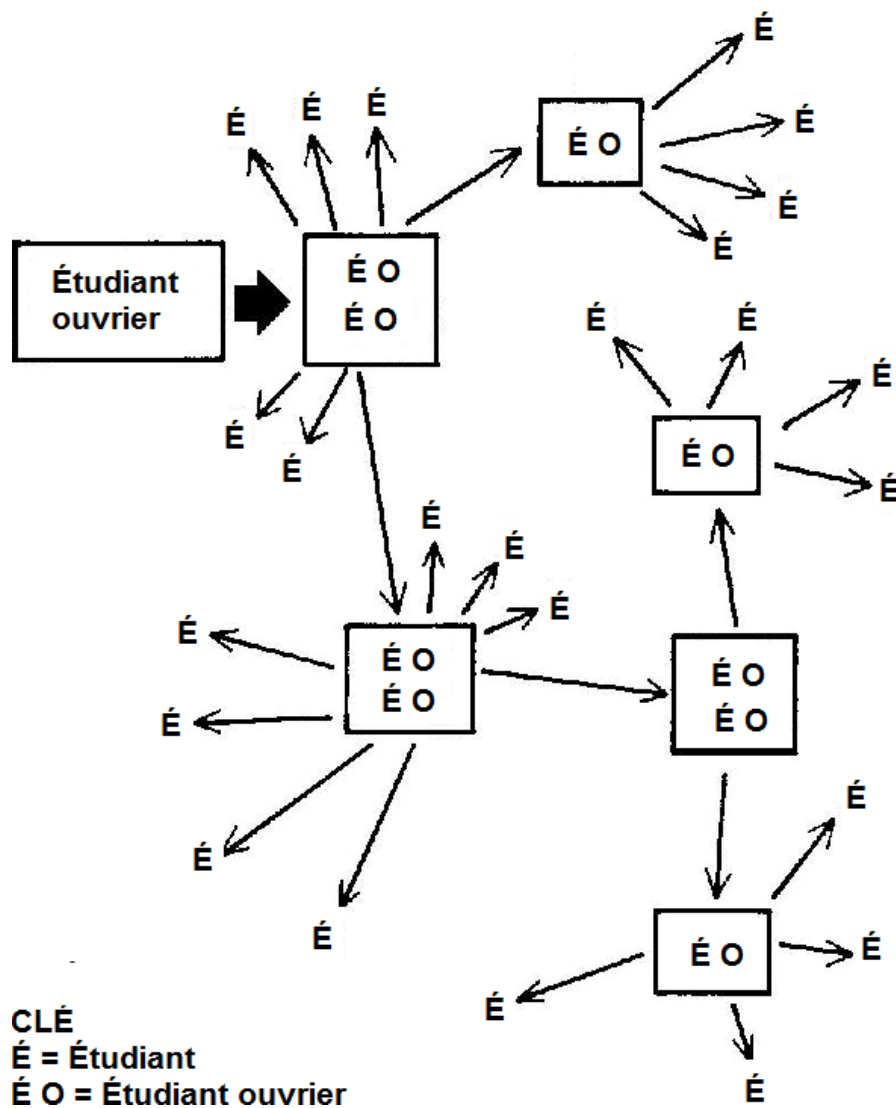 É
É
É
É
É
É O
É
É
Étudiant
ouvrier
É O
É O
É
É
É
É
É
É O
É
É
É
É
É
É O
É O
É
É O
É O
É
É
É
É
É O
É
É
CLÉ
É = Étudiant
É O = Étudiant ouvrier